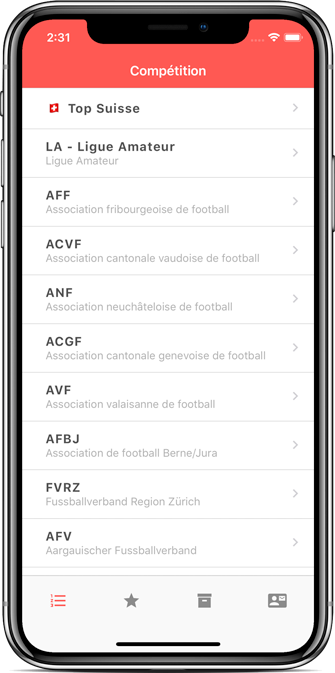 2:31
Compétition
Top Suisse
LA - Ligue Amateur
Ligue Amateur
AFF
Association fribourgeoise de football
ACVF
Association cantonale vaudoise de football
ANF
Association neuchâteloise de football
ACGF
Association cantonale genevoise de football
AVF
Association valaisanne de football
AFBJ
Association de football Berne/Jura
FVRZ
Fussballverband Region Zürich
AFV
Aargauischer Fussballverband